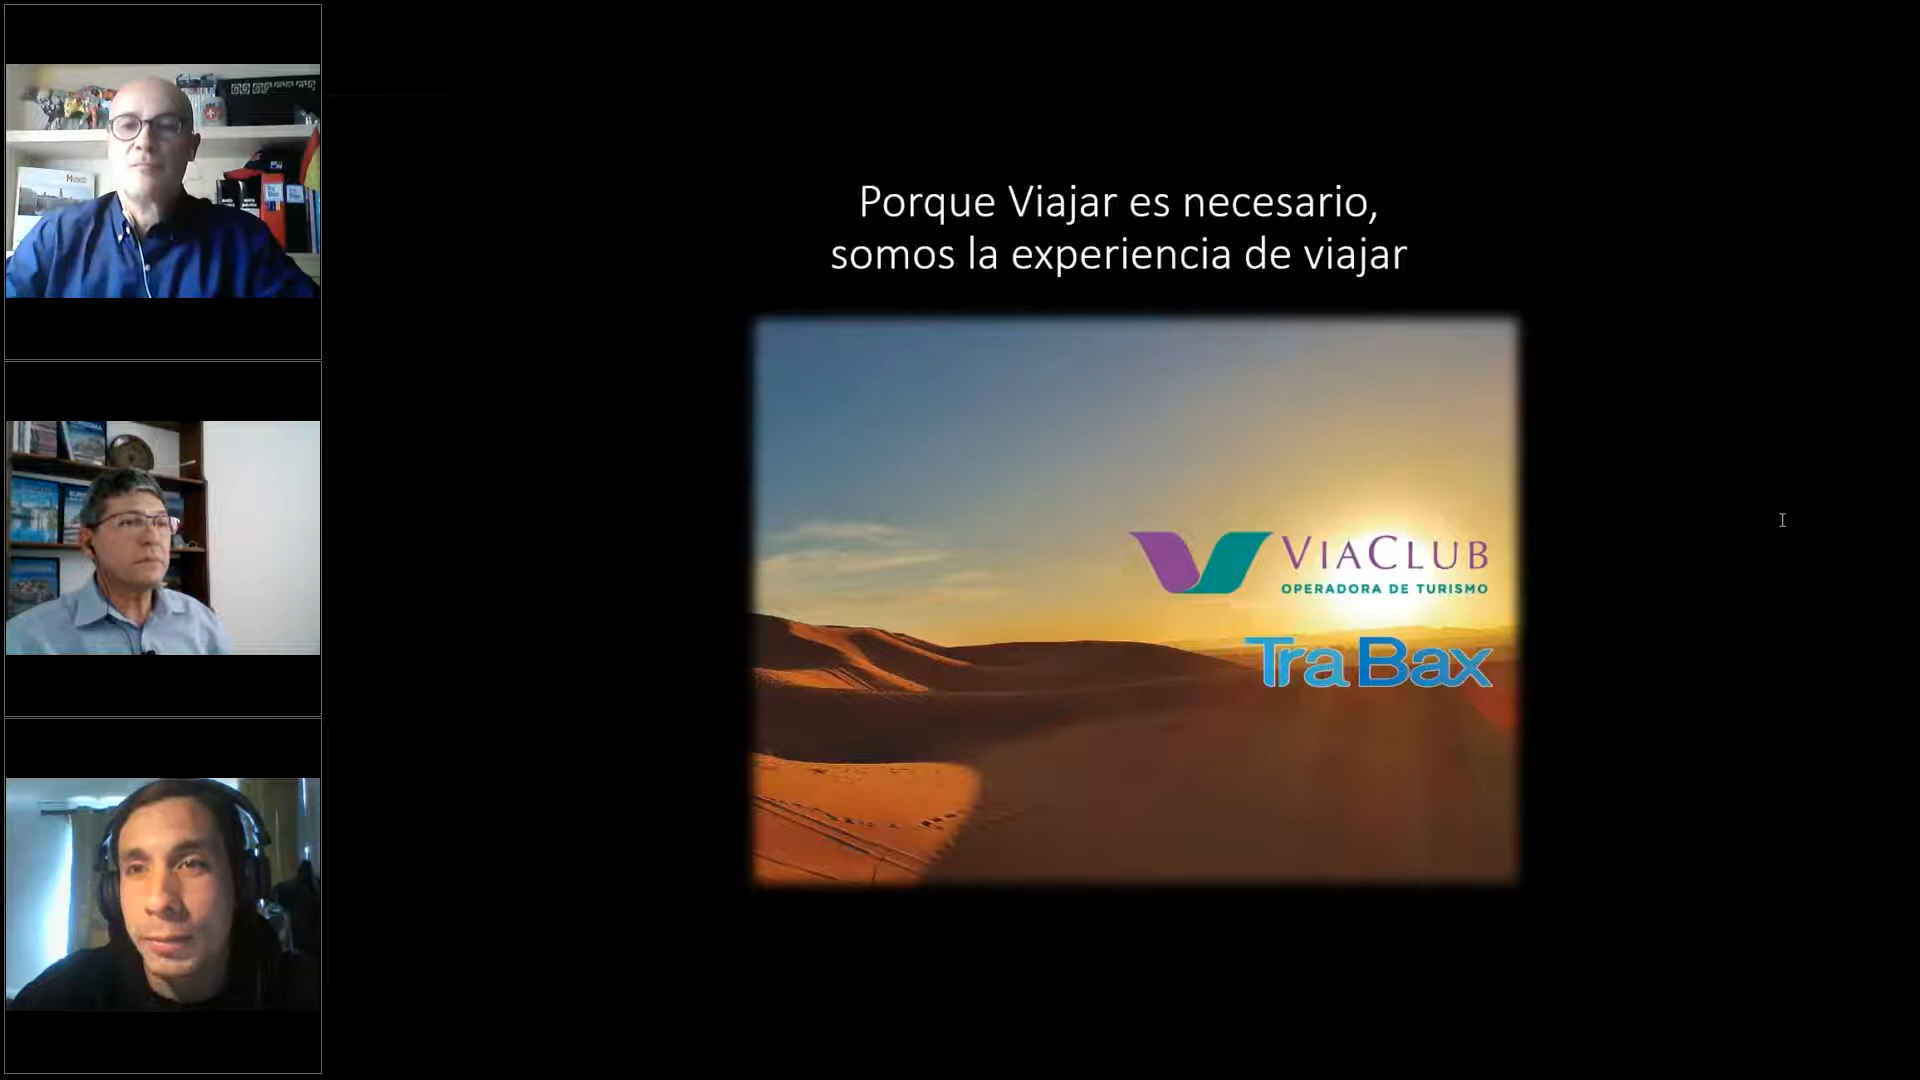 Porque Viajar es necesario,
somos la experiencia de viajar
VIACLUB
OPERADORA DE TURISMO
TraBax